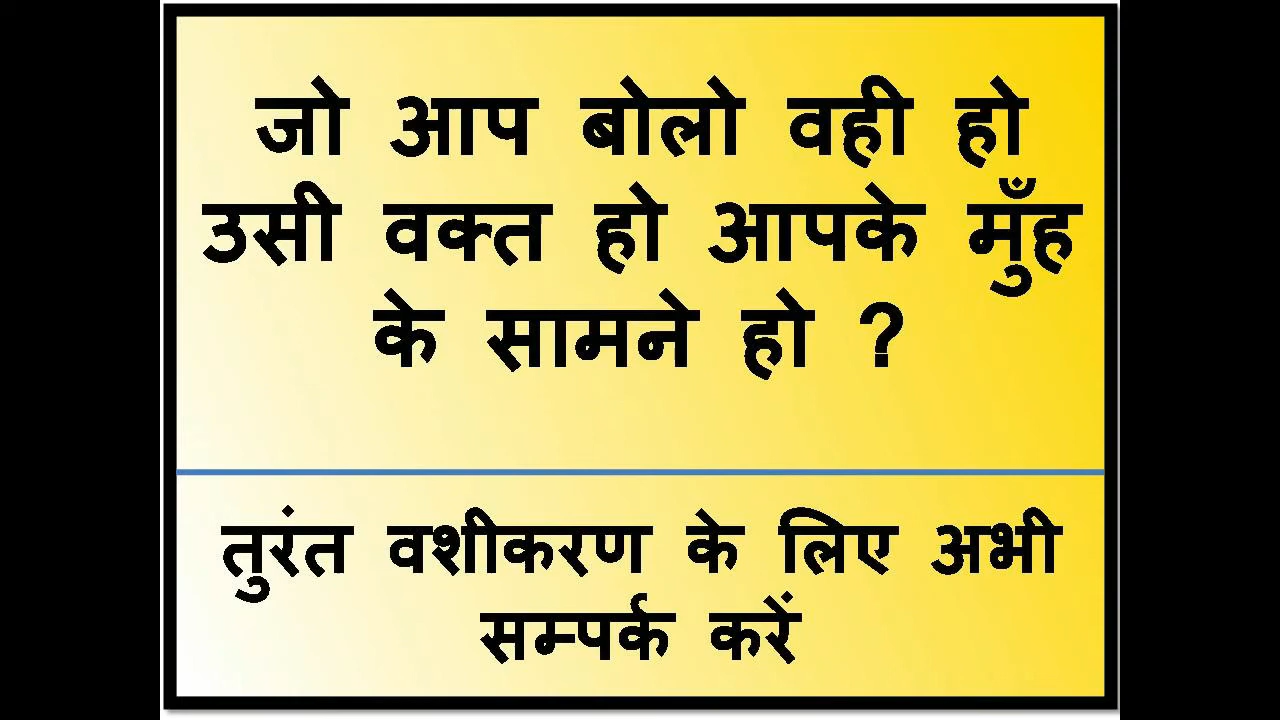 जो आप बोलो वही हो
उसी वक्त हो आपके मुँह
के सामने हो ?
तुरंत वशीकरण के लिए अभी
सम्पर्क करें